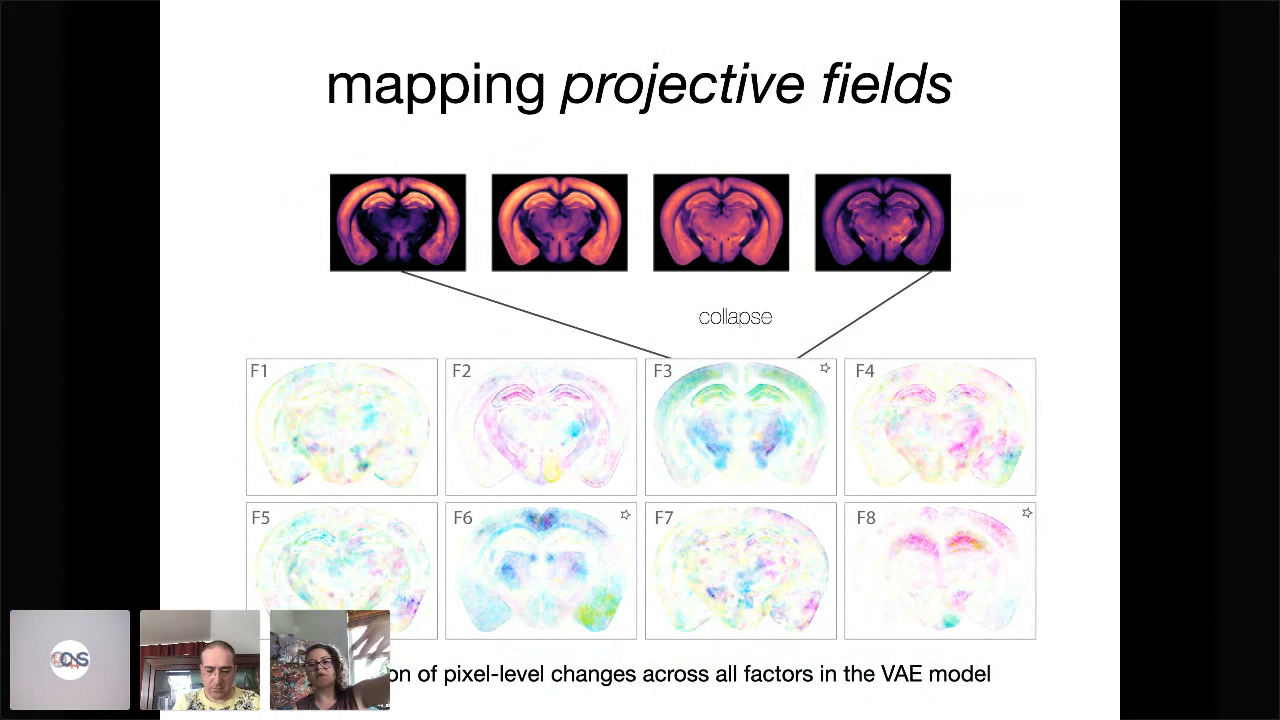 mapping projective fields
collapse
F1
F2
F3
F4
F5
F6
F7
F8
on of pixel-level changes across all factors in the VAE model